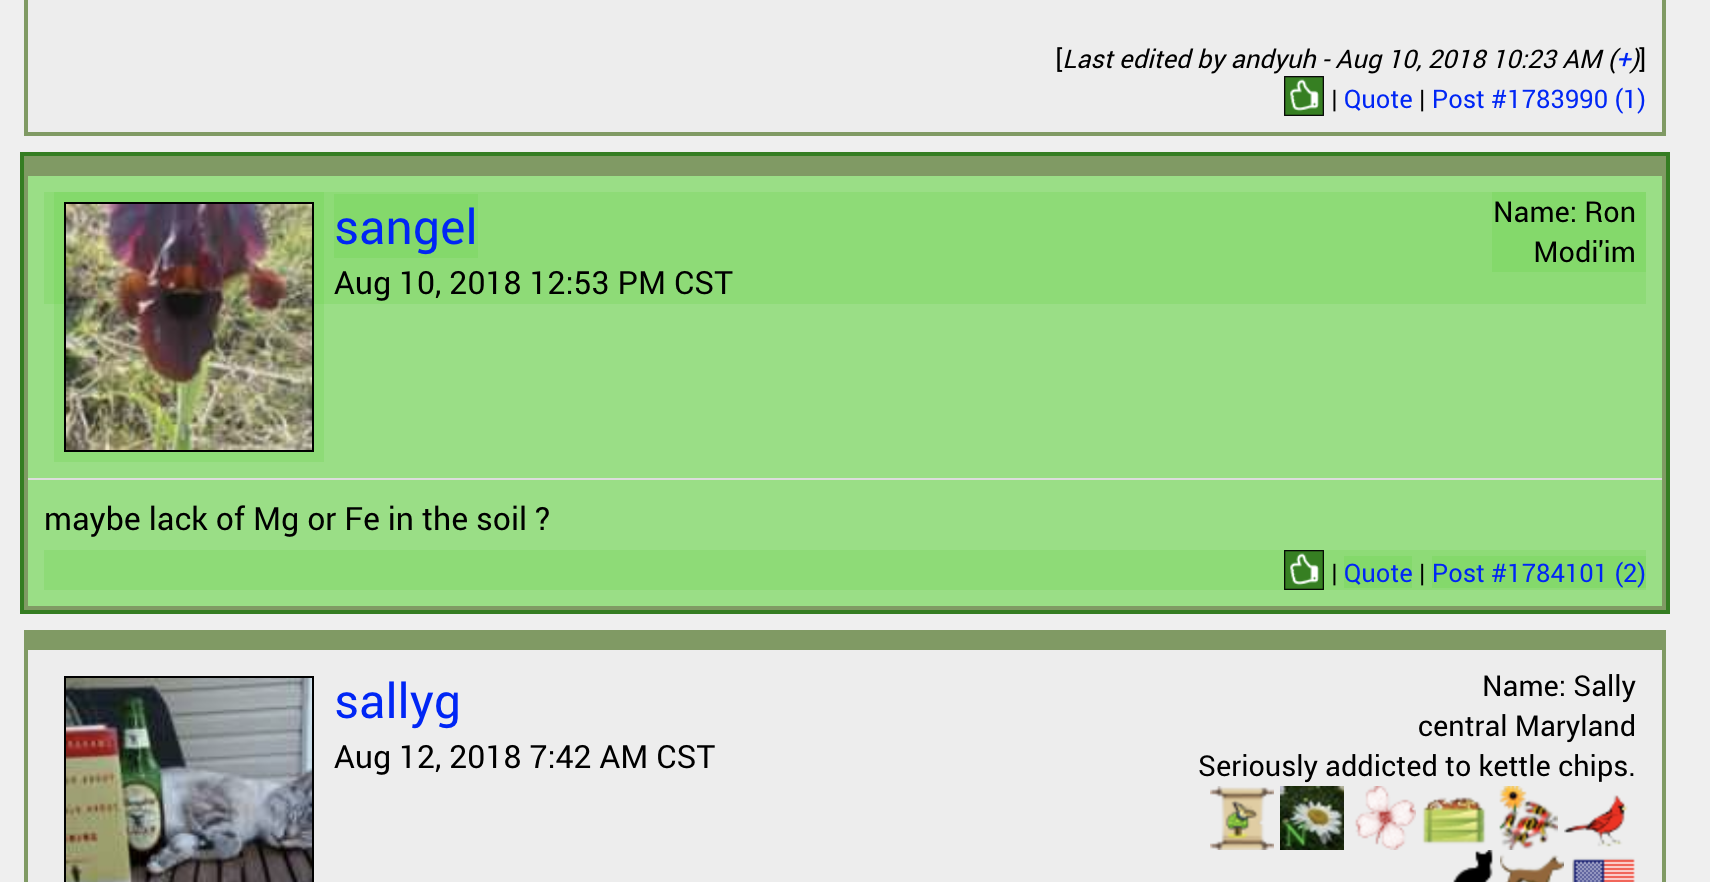 [Last edited by andyuh - Aug 10, 2018 10:23 AM (+)]
| Quote | Post #1783990 (1)
sangel
Name: Ron
Modi'im
Aug 10, 2018 12:53 PM CST
maybe lack of Mg or Fe in the soil ?
| Quote | Post #1784101 (2)
sallyg
Name: Sally
central Maryland
Aug 12, 2018 7:42 AM CST
Seriously addicted to kettle chips.
N